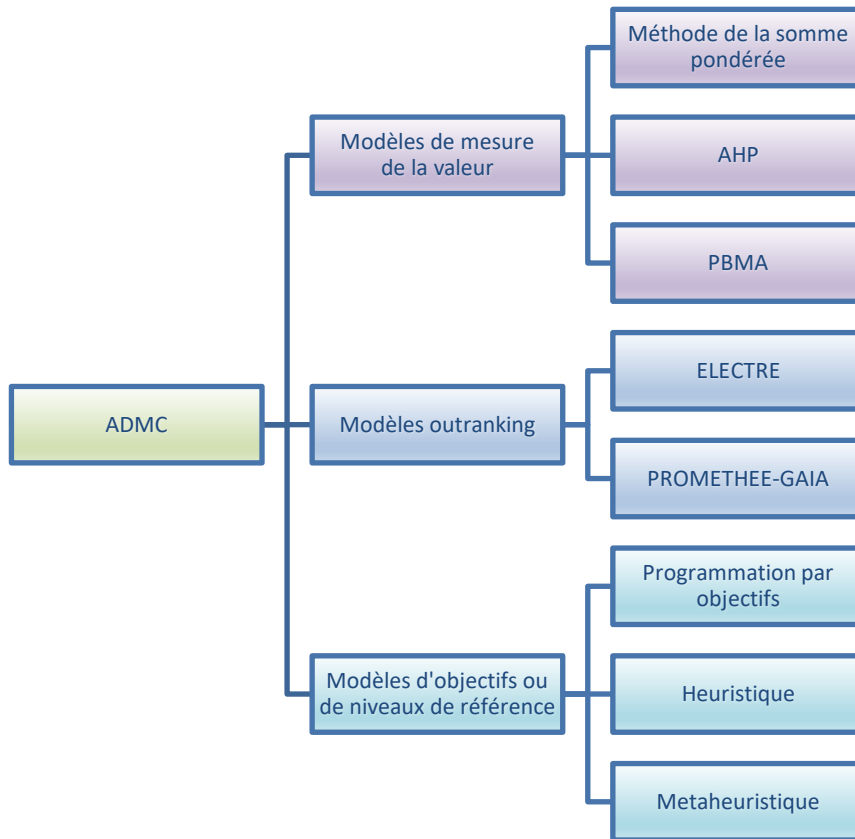 ADMC
Modèles de mesure
de la valeur
Méthode de la somme
pondérée
AHP
PBMA
Modèles outranking
ELECTRE
PROMETHEE-GAIA
Modèles d'objectifs ou
de niveaux de référence
Programmation par
objectifs
Heuristique
Metaheuristique